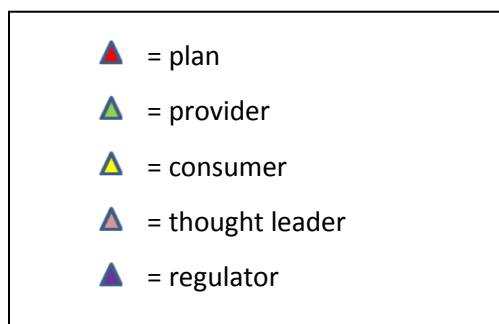 = plan
= provider
= consumer
= thought leader
= regulator